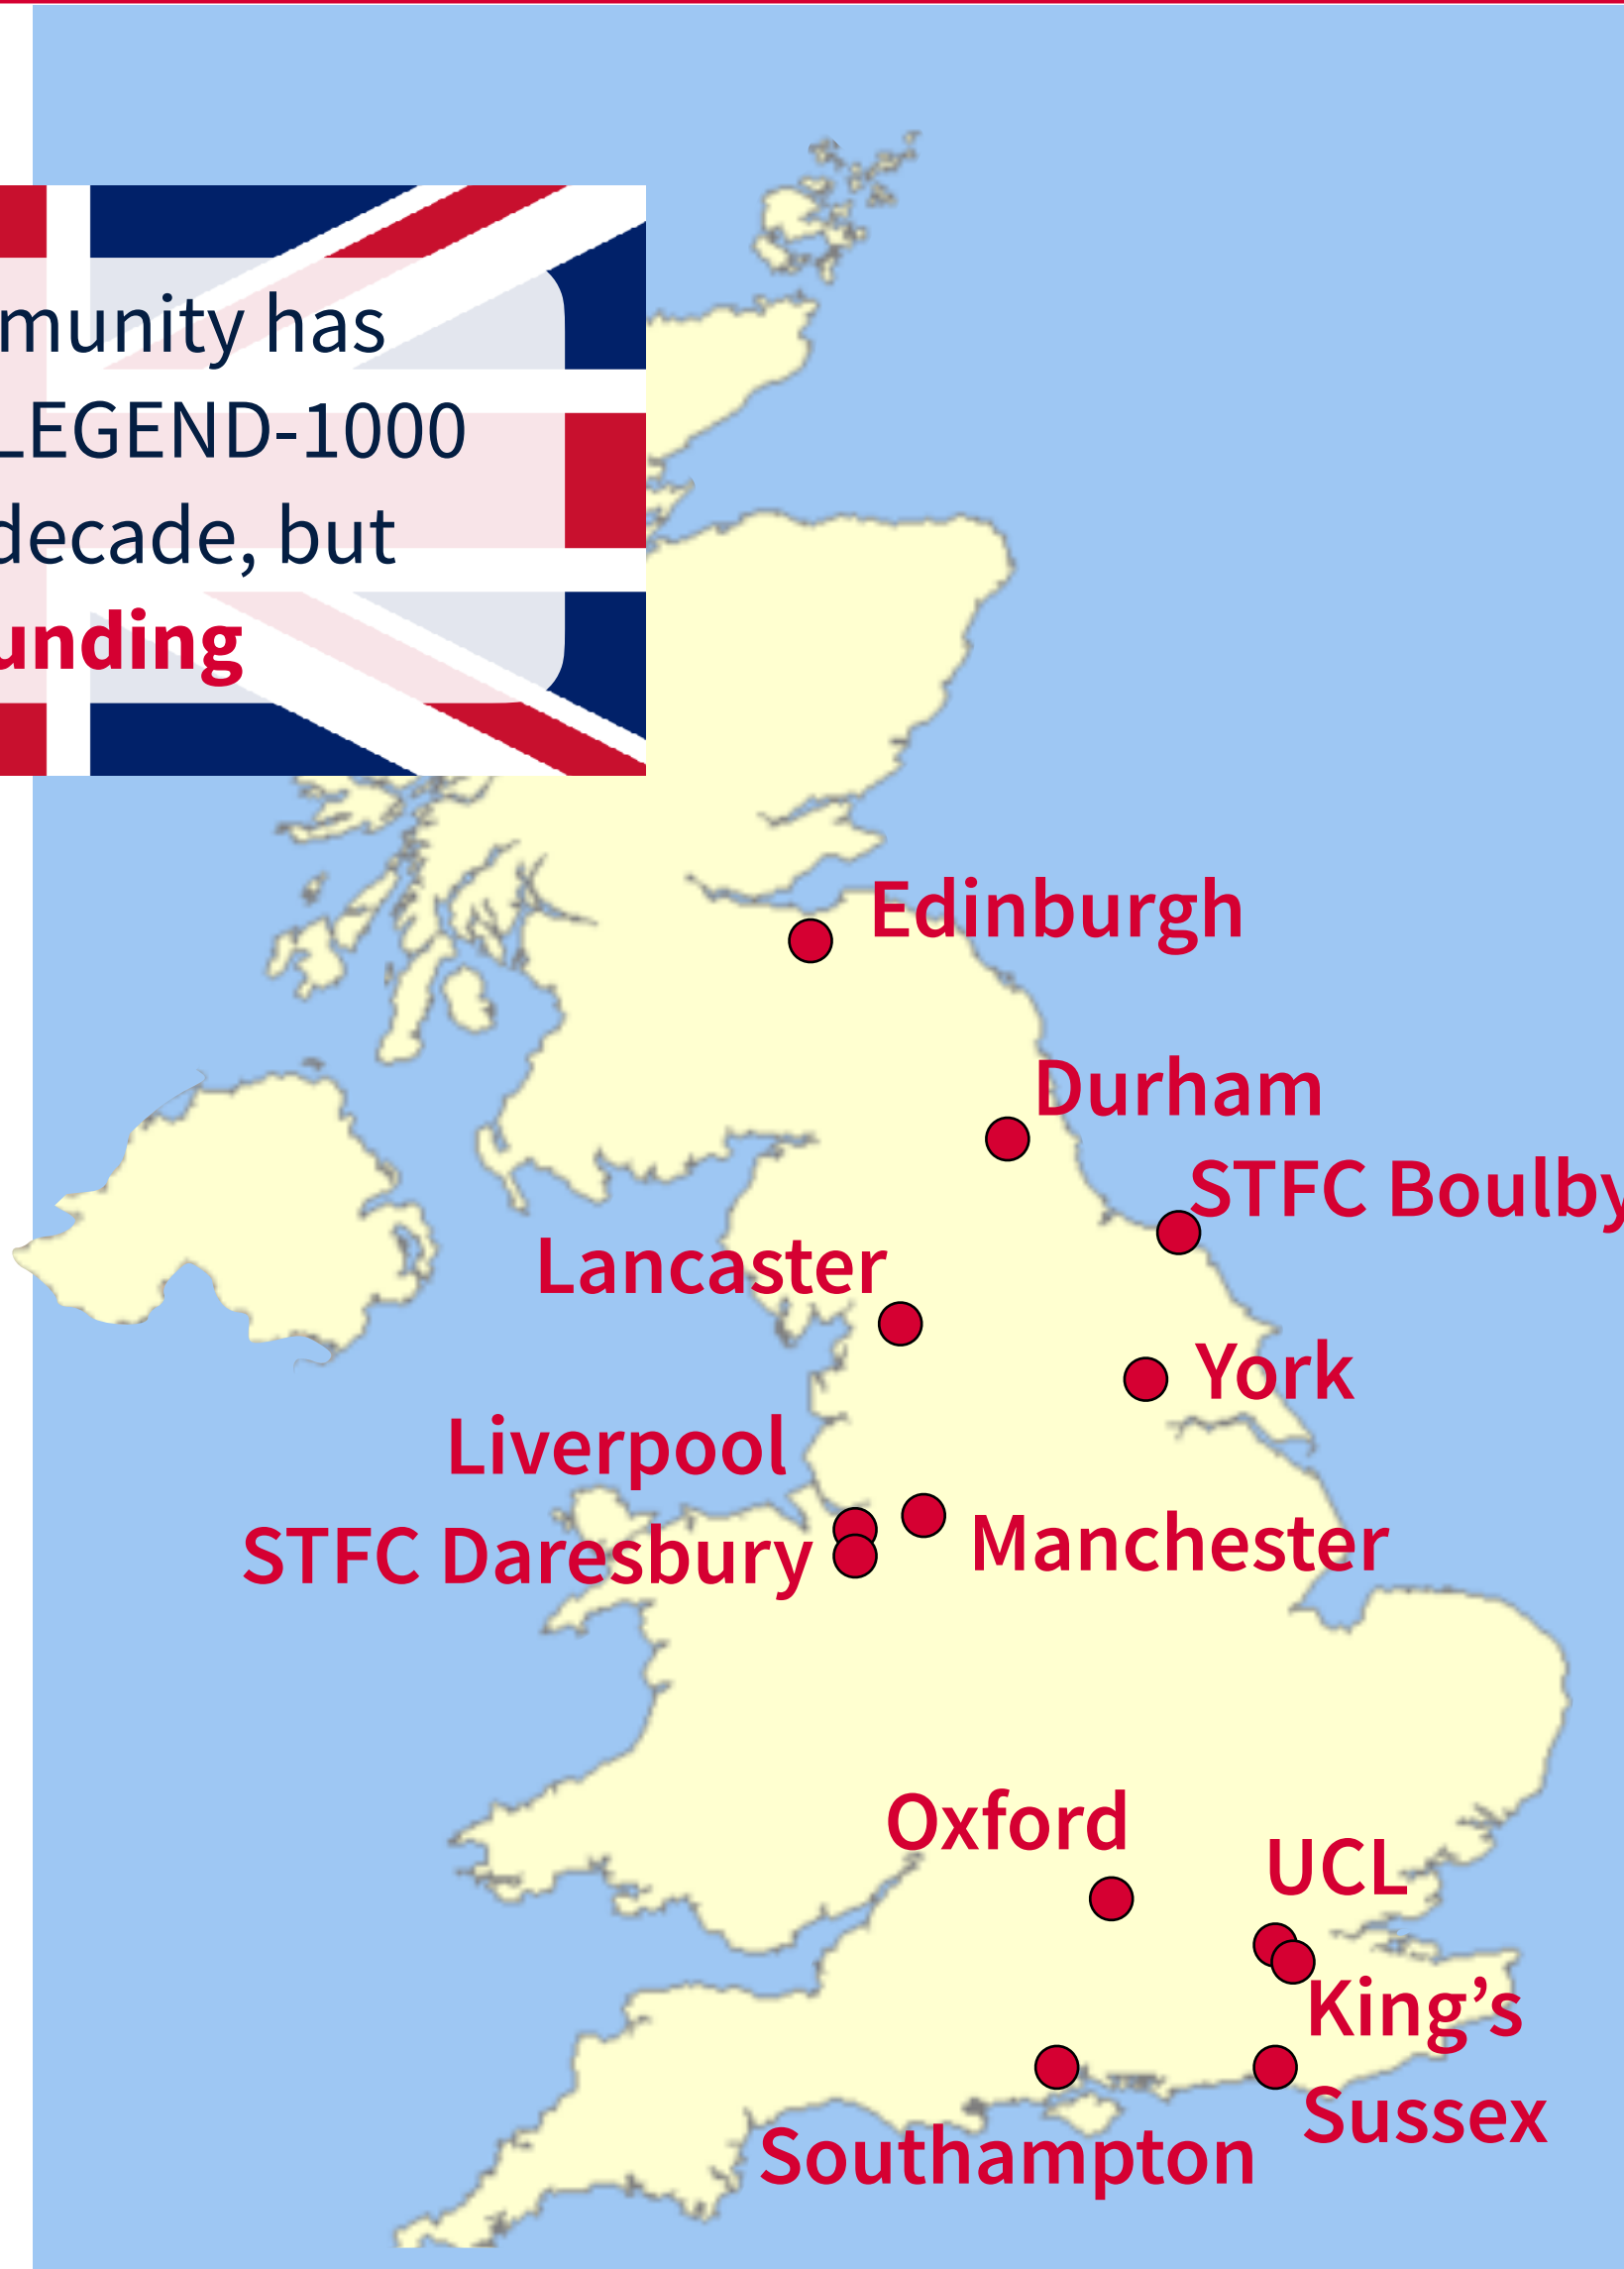 munity has
LEGEND-1000
decade, but
unding
Edinburgh
Durham
STFC Boulby
Lancaster
York
Liverpool
Manchester
STFC Daresbury
Oxford
UCL
King’s
Sussex
Southampton